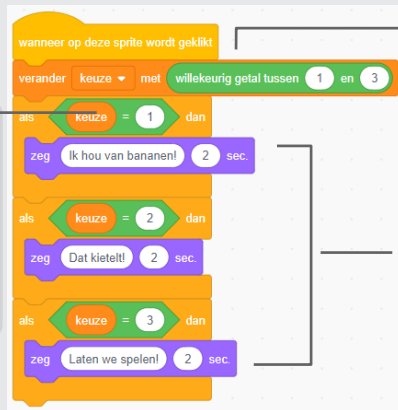 wanneer op deze sprite wordt geklikt
verander keuze met willekeurig getal tussen 1 en 3
als keuze = 1 dan
zeg Ik hou van bananen! 2 sec.
als keuze = 2 dan
zeg Dat kietelt! 2 sec.
als keuze = 3 dan
zeg Laten we spelen! 2 sec.